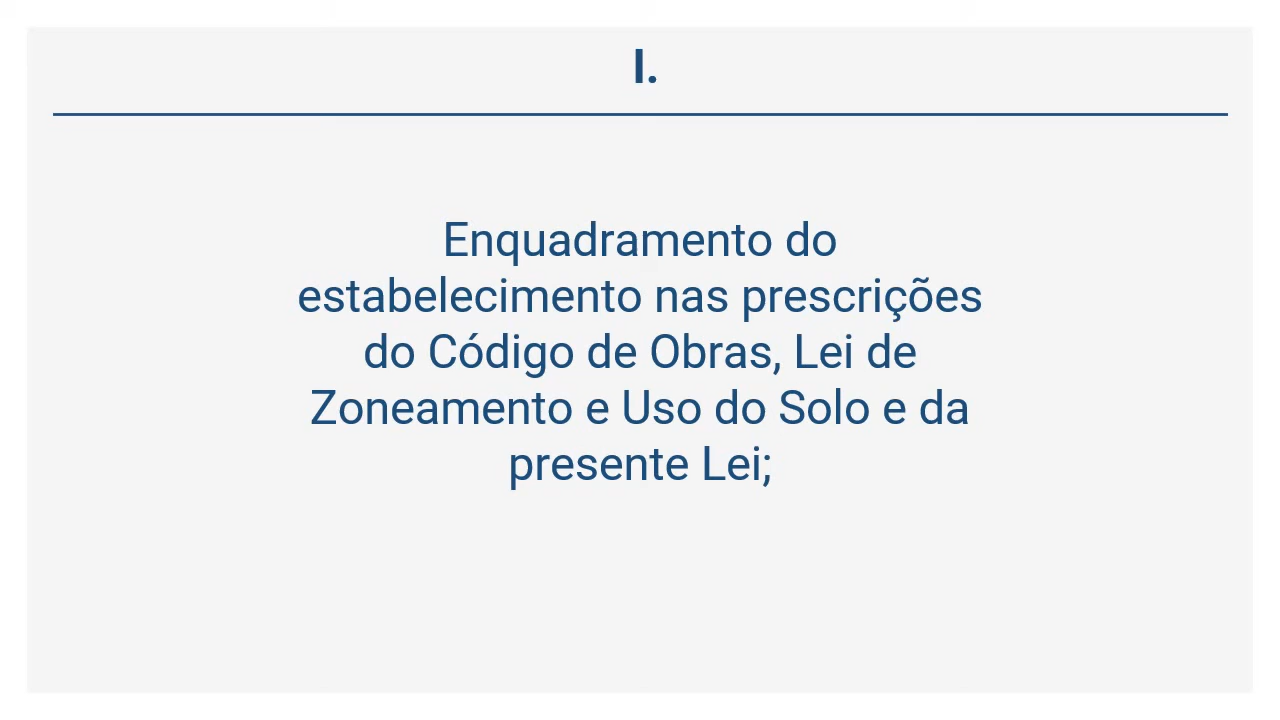 I.
Enquadramento do
estabelecimento nas prescrições
do Código de Obras, Lei de
Zoneamento e Uso do Solo e da
presente Lei;